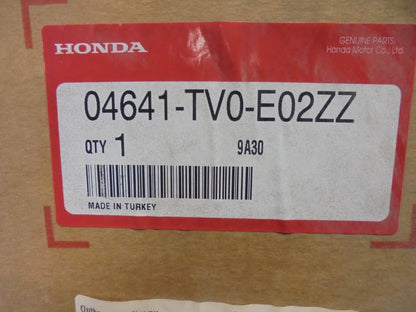 HONDA
GENUINE PARTS
Honda Motor Co., Ltd.
04641-TV0-E02ZZ
QTY 1 9A30
MADE IN TURKEY